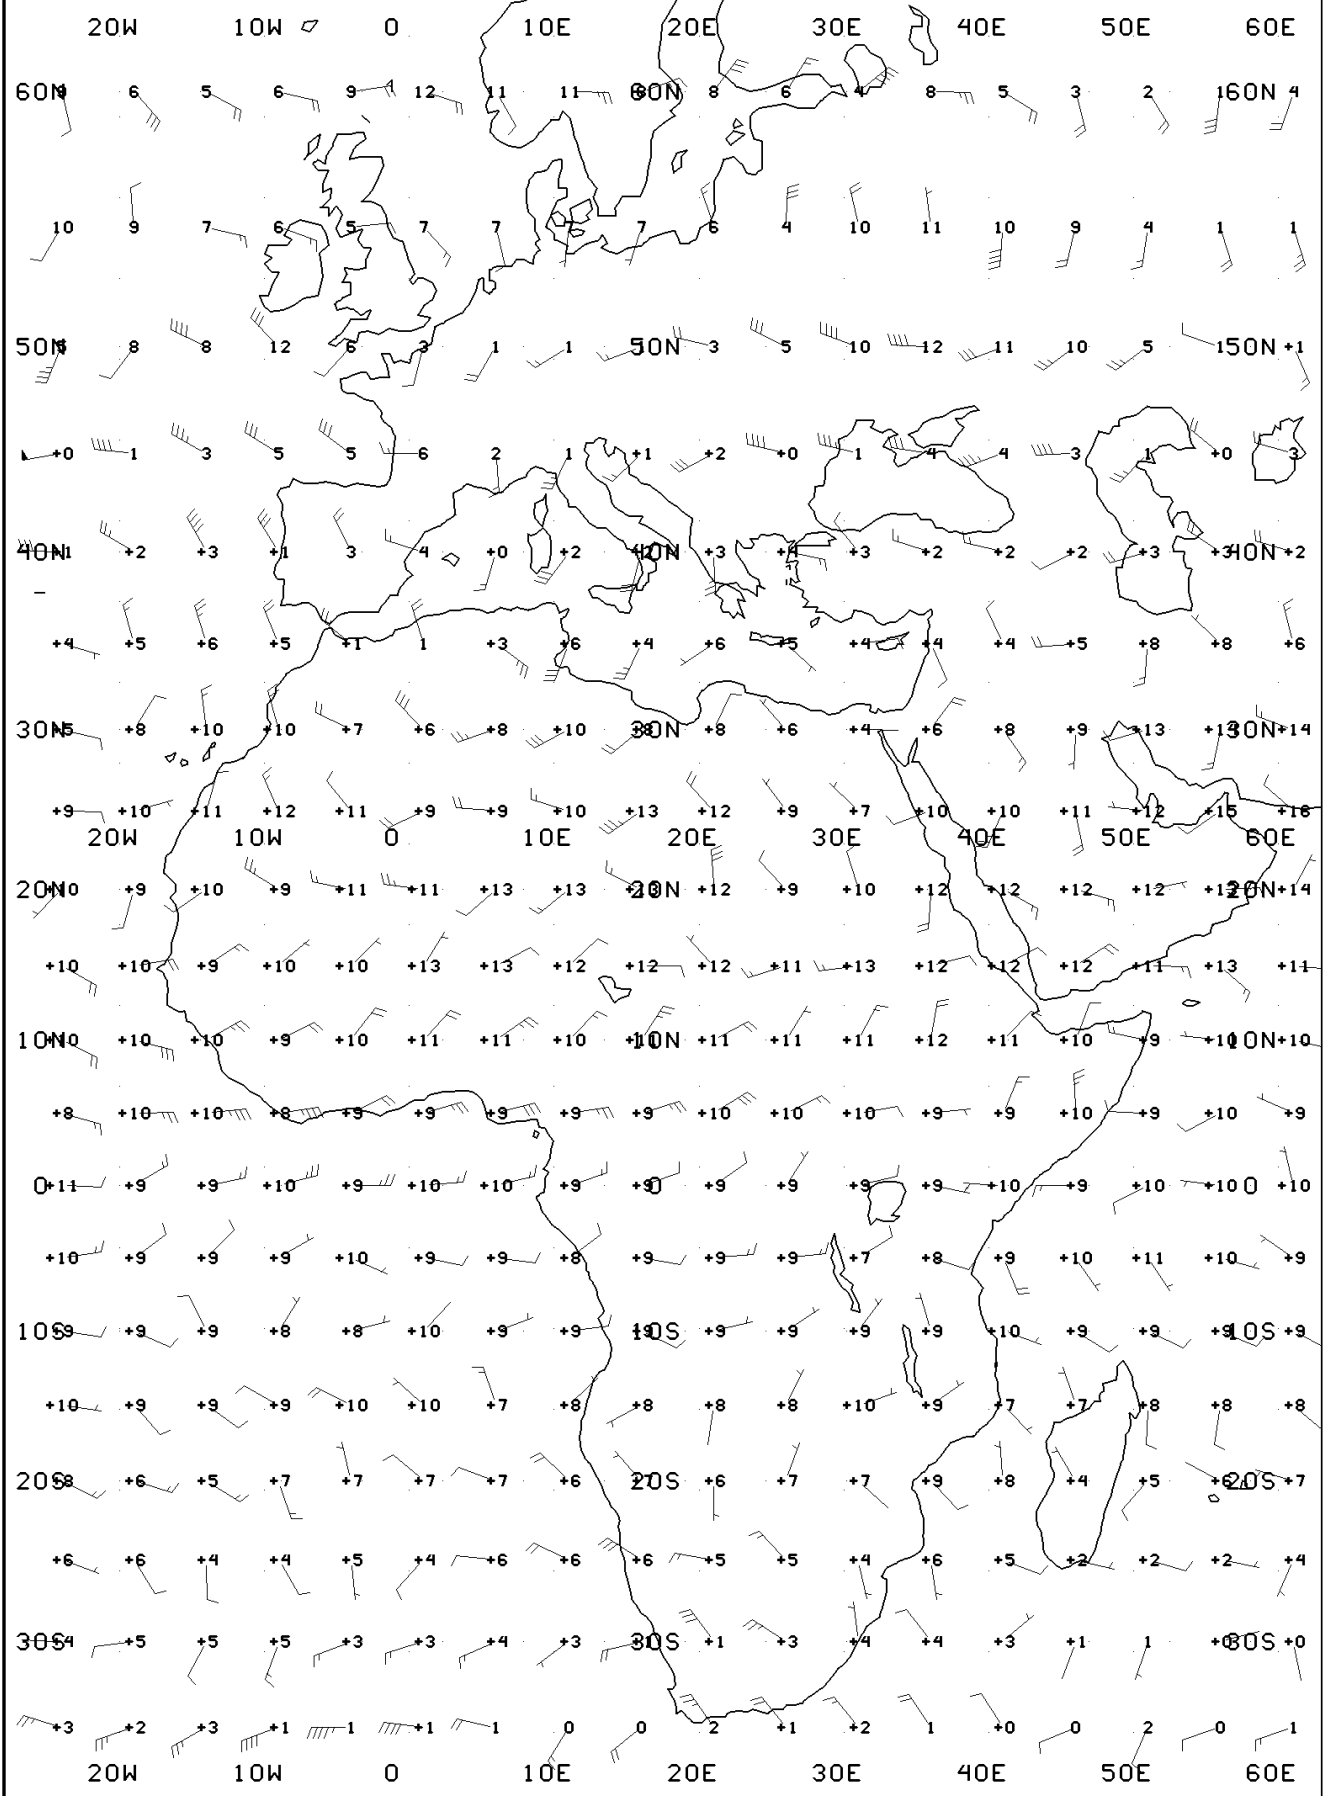 20W 10W 0 10E 20E 30E 40E 50E 60E
60N 6 5 6 9 12 11 11 60N 8 6 4 8 5 3 2 60N 4
10 9 7 6 5 7 7 7 7 6 4 10 11 10 9 4 1 1
50N 8 8 12 6 3 1 1 50N 3 5 10 12 11 10 5 50N +1
+0 1 3 5 5 6 2 1 +1 +2 +0 1 4 4 3 1 +0 3
40N +2 +3 +1 3 4 +0 +2 40N +3 +4 +3 +2 +2 +2 +3 40N +2
+4 +5 +6 +5 +1 1 +3 +6 +4 +6 +5 +4 +4 +4 +5 +8 +8 +6
30N +8 +10 +10 +7 +6 +8 +10 30N +8 +6 +4 +6 +8 +9 +13 30N +14
+9 +10 +11 +12 +11 +9 +9 +10 +13 +12 +9 +7 +10 +10 +11 +12 +15 +16
20W 10W 0 10E 20E 30E 40E 50E 60E
20N +9 +10 +9 +11 +11 +13 +13 20N +12 +9 +10 +12 +12 +12 +12 20N +14
+10 +10 +9 +10 +10 +13 +13 +12 +12 +12 +11 +13 +12 +12 +12 +11 +13 +11
10N +10 +10 +9 +10 +11 +11 +10 10N +11 +11 +11 +12 +11 +10 +9 10N +10
+8 +10 +10 +8 +9 +9 +9 +9 +9 +10 +10 +10 +9 +9 +10 +9 +10 +9
0 +11 +9 +9 +10 +9 +10 +10 +9 0 +9 +9 +9 +9 +10 +9 +10 +10 0 +10
+10 +9 +9 +9 +10 +9 +9 +8 +9 +9 +9 +7 +8 +9 +10 +11 +10 +9
10S +9 +9 +8 +8 +10 +9 +9 10S +9 +9 +9 +9 +10 +9 +9 10S +9
+10 +9 +9 +9 +10 +10 +7 +8 +8 +8 +8 +10 +9 +7 +7 +8 +8 +8
20S +6 +5 +7 +7 +7 +7 +6 20S +6 +7 +7 +9 +8 +4 +5 20S +7
+6 +6 +4 +4 +5 +4 +6 +6 +6 +5 +5 +4 +6 +5 +2 +2 +2 +4
30S +5 +5 +5 +3 +3 +4 +3 30S +1 +3 +4 +4 +3 +1 1 30S +0
+3 +2 +3 +1 1 +1 1 0 0 2 +1 +2 1 +0 0 2 0 1
20W 10W 0 10E 20E 30E 40E 50E 60E